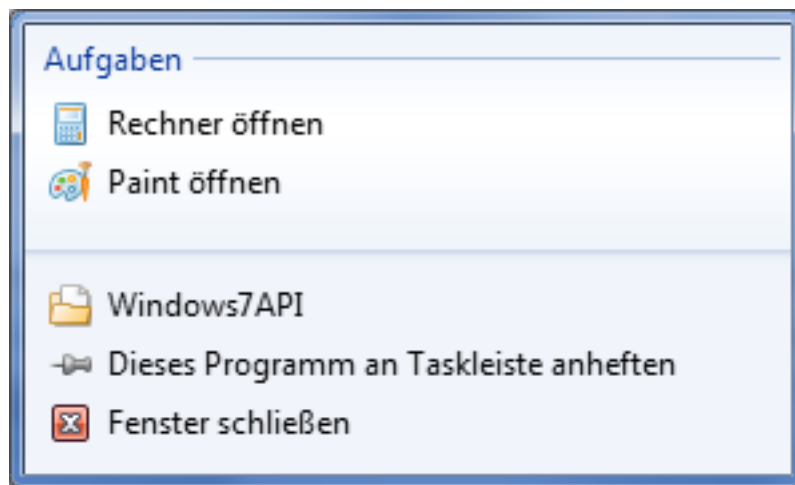 Aufgaben
Rechner öffnen
Paint öffnen
Windows7API
Dieses Programm an Taskleiste anheften
Fenster schließen